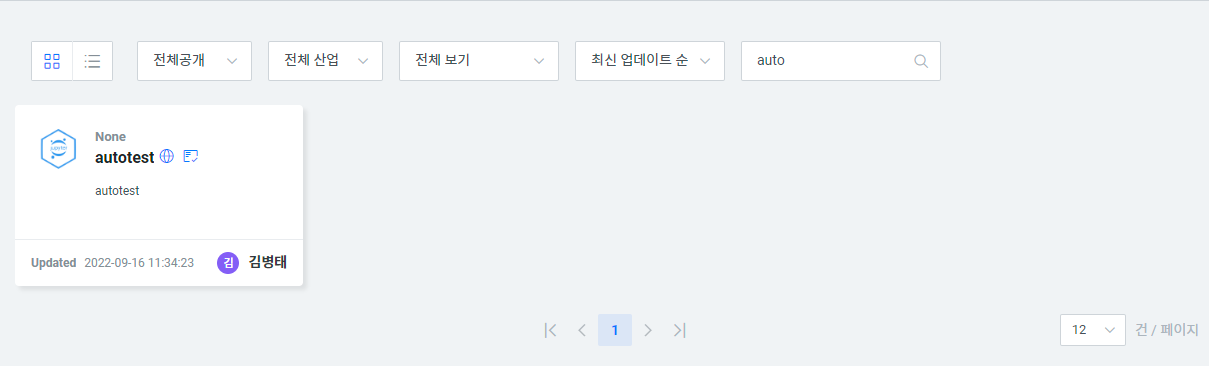 전체공개 전체 산업 전체 보기 최신 업데이트 순 auto
None
autotest
autotest
Updated 2022-09-16 11:34:23 김 김병태
1 12 건 / 페이지